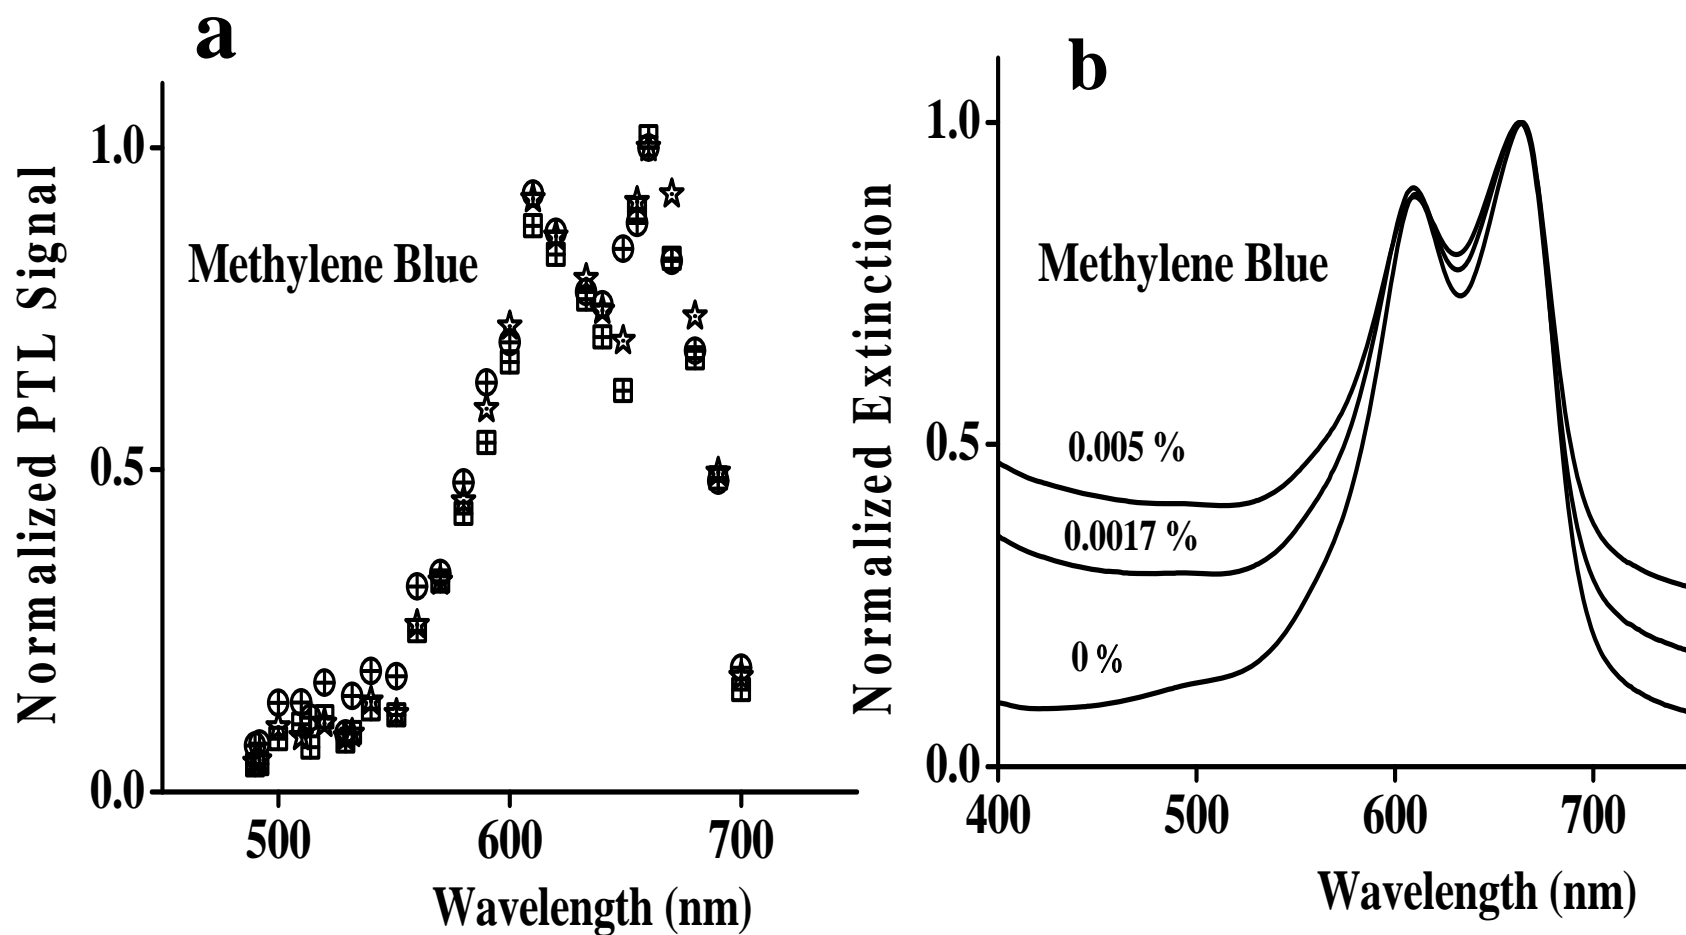 a
Normalized PTL Signal
1.0
0.5
0.0
Methylene Blue
500 600 700
Wavelength (nm)
b
Normalized Extinction
1.0
0.5
0.0
Methylene Blue
0.005 %
0.0017 %
0 %
400 500 600 700
Wavelength (nm)